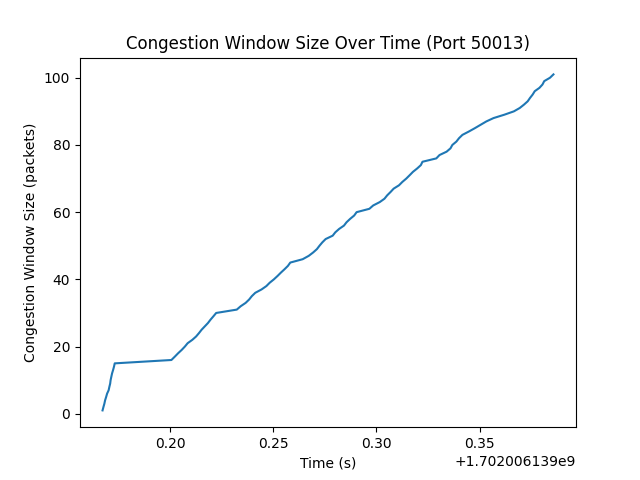 Congestion Window Size Over Time (Port 50013)
Congestion Window Size (packets)
100
80
60
40
20
0
0.20 0.25 0.30 0.35
Time (s)
+1.702006139e9